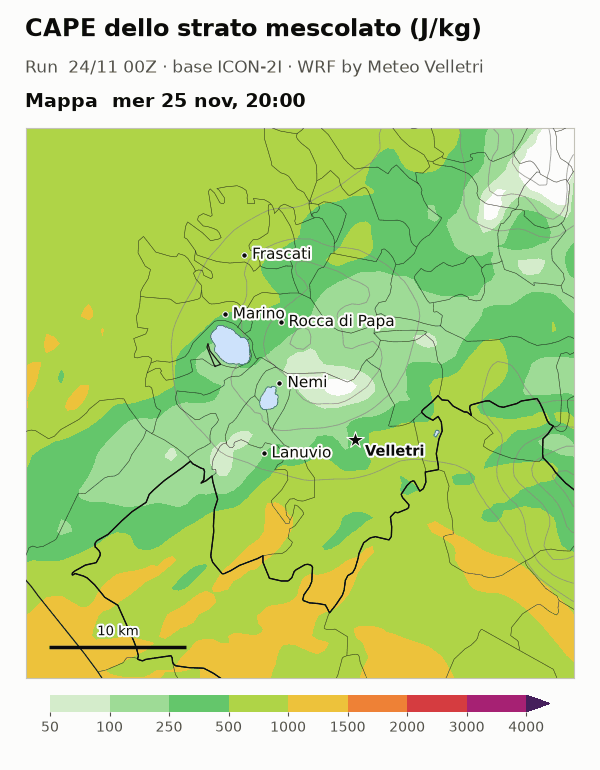 CAPE dello strato mescolato (J/kg)
Run  24/11 00Z · base ICON-2I · WRF by Meteo Velletri
Mappa  mer 25 nov, 20:00
Frascati
Marino
Rocca di Papa
Nemi
Lanuvio
Velletri
10 km
50 100 250 500 1000 1500 2000 3000 4000